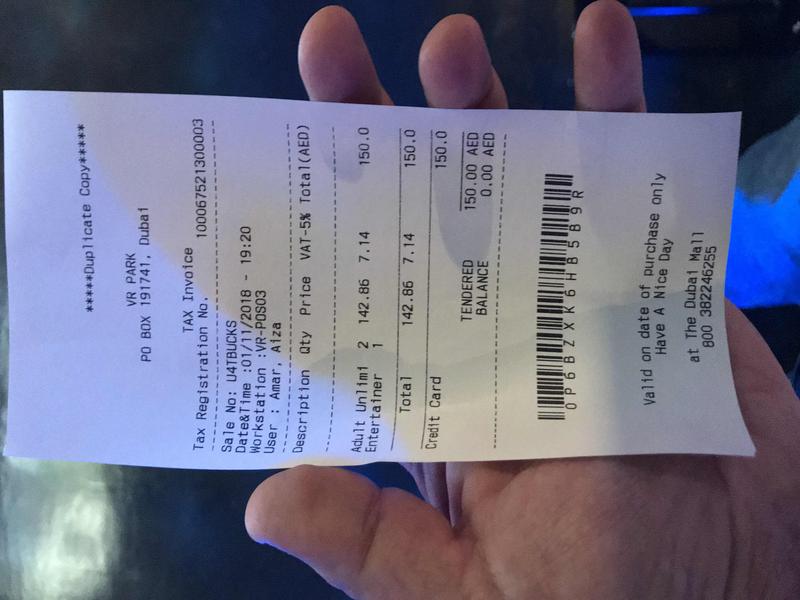 *****Duplicate Copy*****
VR PARK
PO BOX 191741, Dubai
TAX Invoice
Tax Registration No. 100067521300003
Sale No: U4TBUCKS
Date&Time :01/11/2018 - 19:20
Workstation :VR-POS03
User : Amar, Aiza
Description Qty Price VAT-5% Total(AED)
Adult Unlimi 2 142.86 7.14 150.0
Entertainer 1
Total 142.86 7.14 150.0
Credit Card 150.0
TENDERED 150.00 AED
BALANCE 0.00 AED
0P6BZXK6HB5B9R
Valid on date of purchase only
Have A Nice Day
at The Dubai Mall
800 382246255